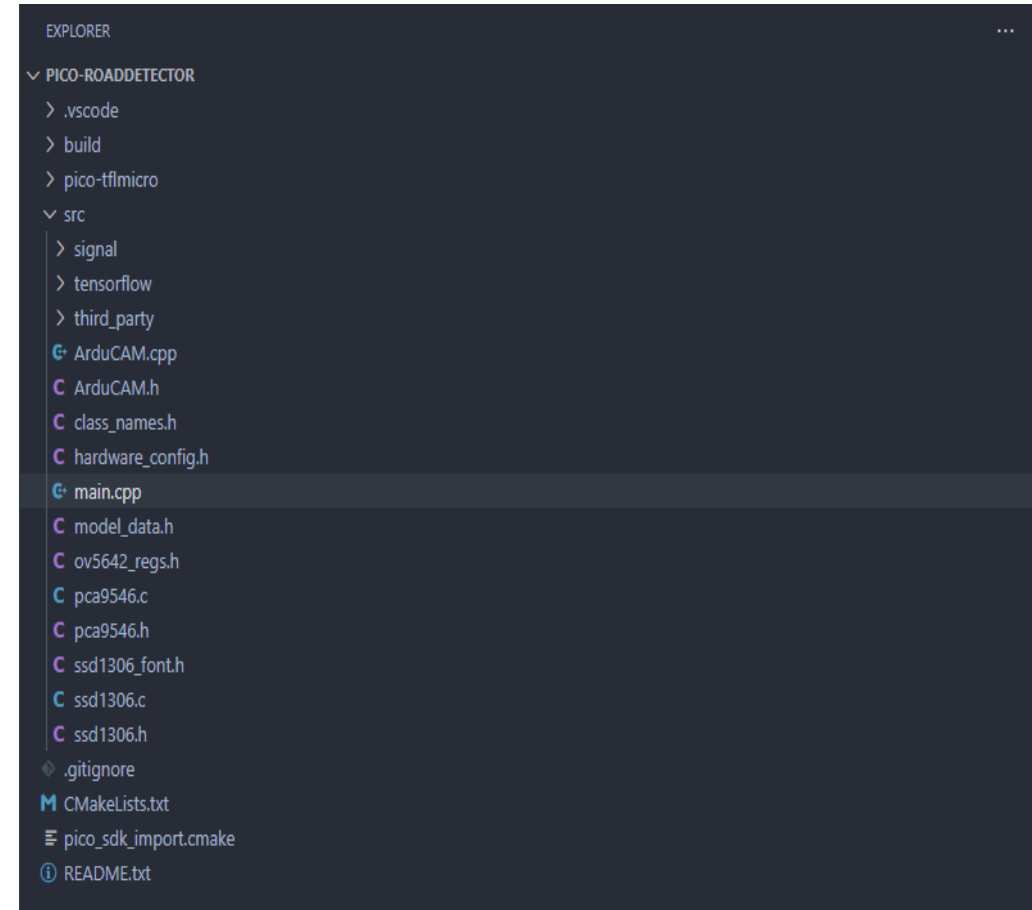 EXPLORER ...
PICO-ROADDETECTOR
.vscode
build
pico-tflmicro
src
signal
tensorflow
third_party
ArduCAM.cpp
ArduCAM.h
class_names.h
hardware_config.h
main.cpp
model_data.h
ov5642_regs.h
pca9546.c
pca9546.h
ssd1306_font.h
ssd1306.c
ssd1306.h
.gitignore
CMakeLists.txt
pico_sdk_import.cmake
README.txt